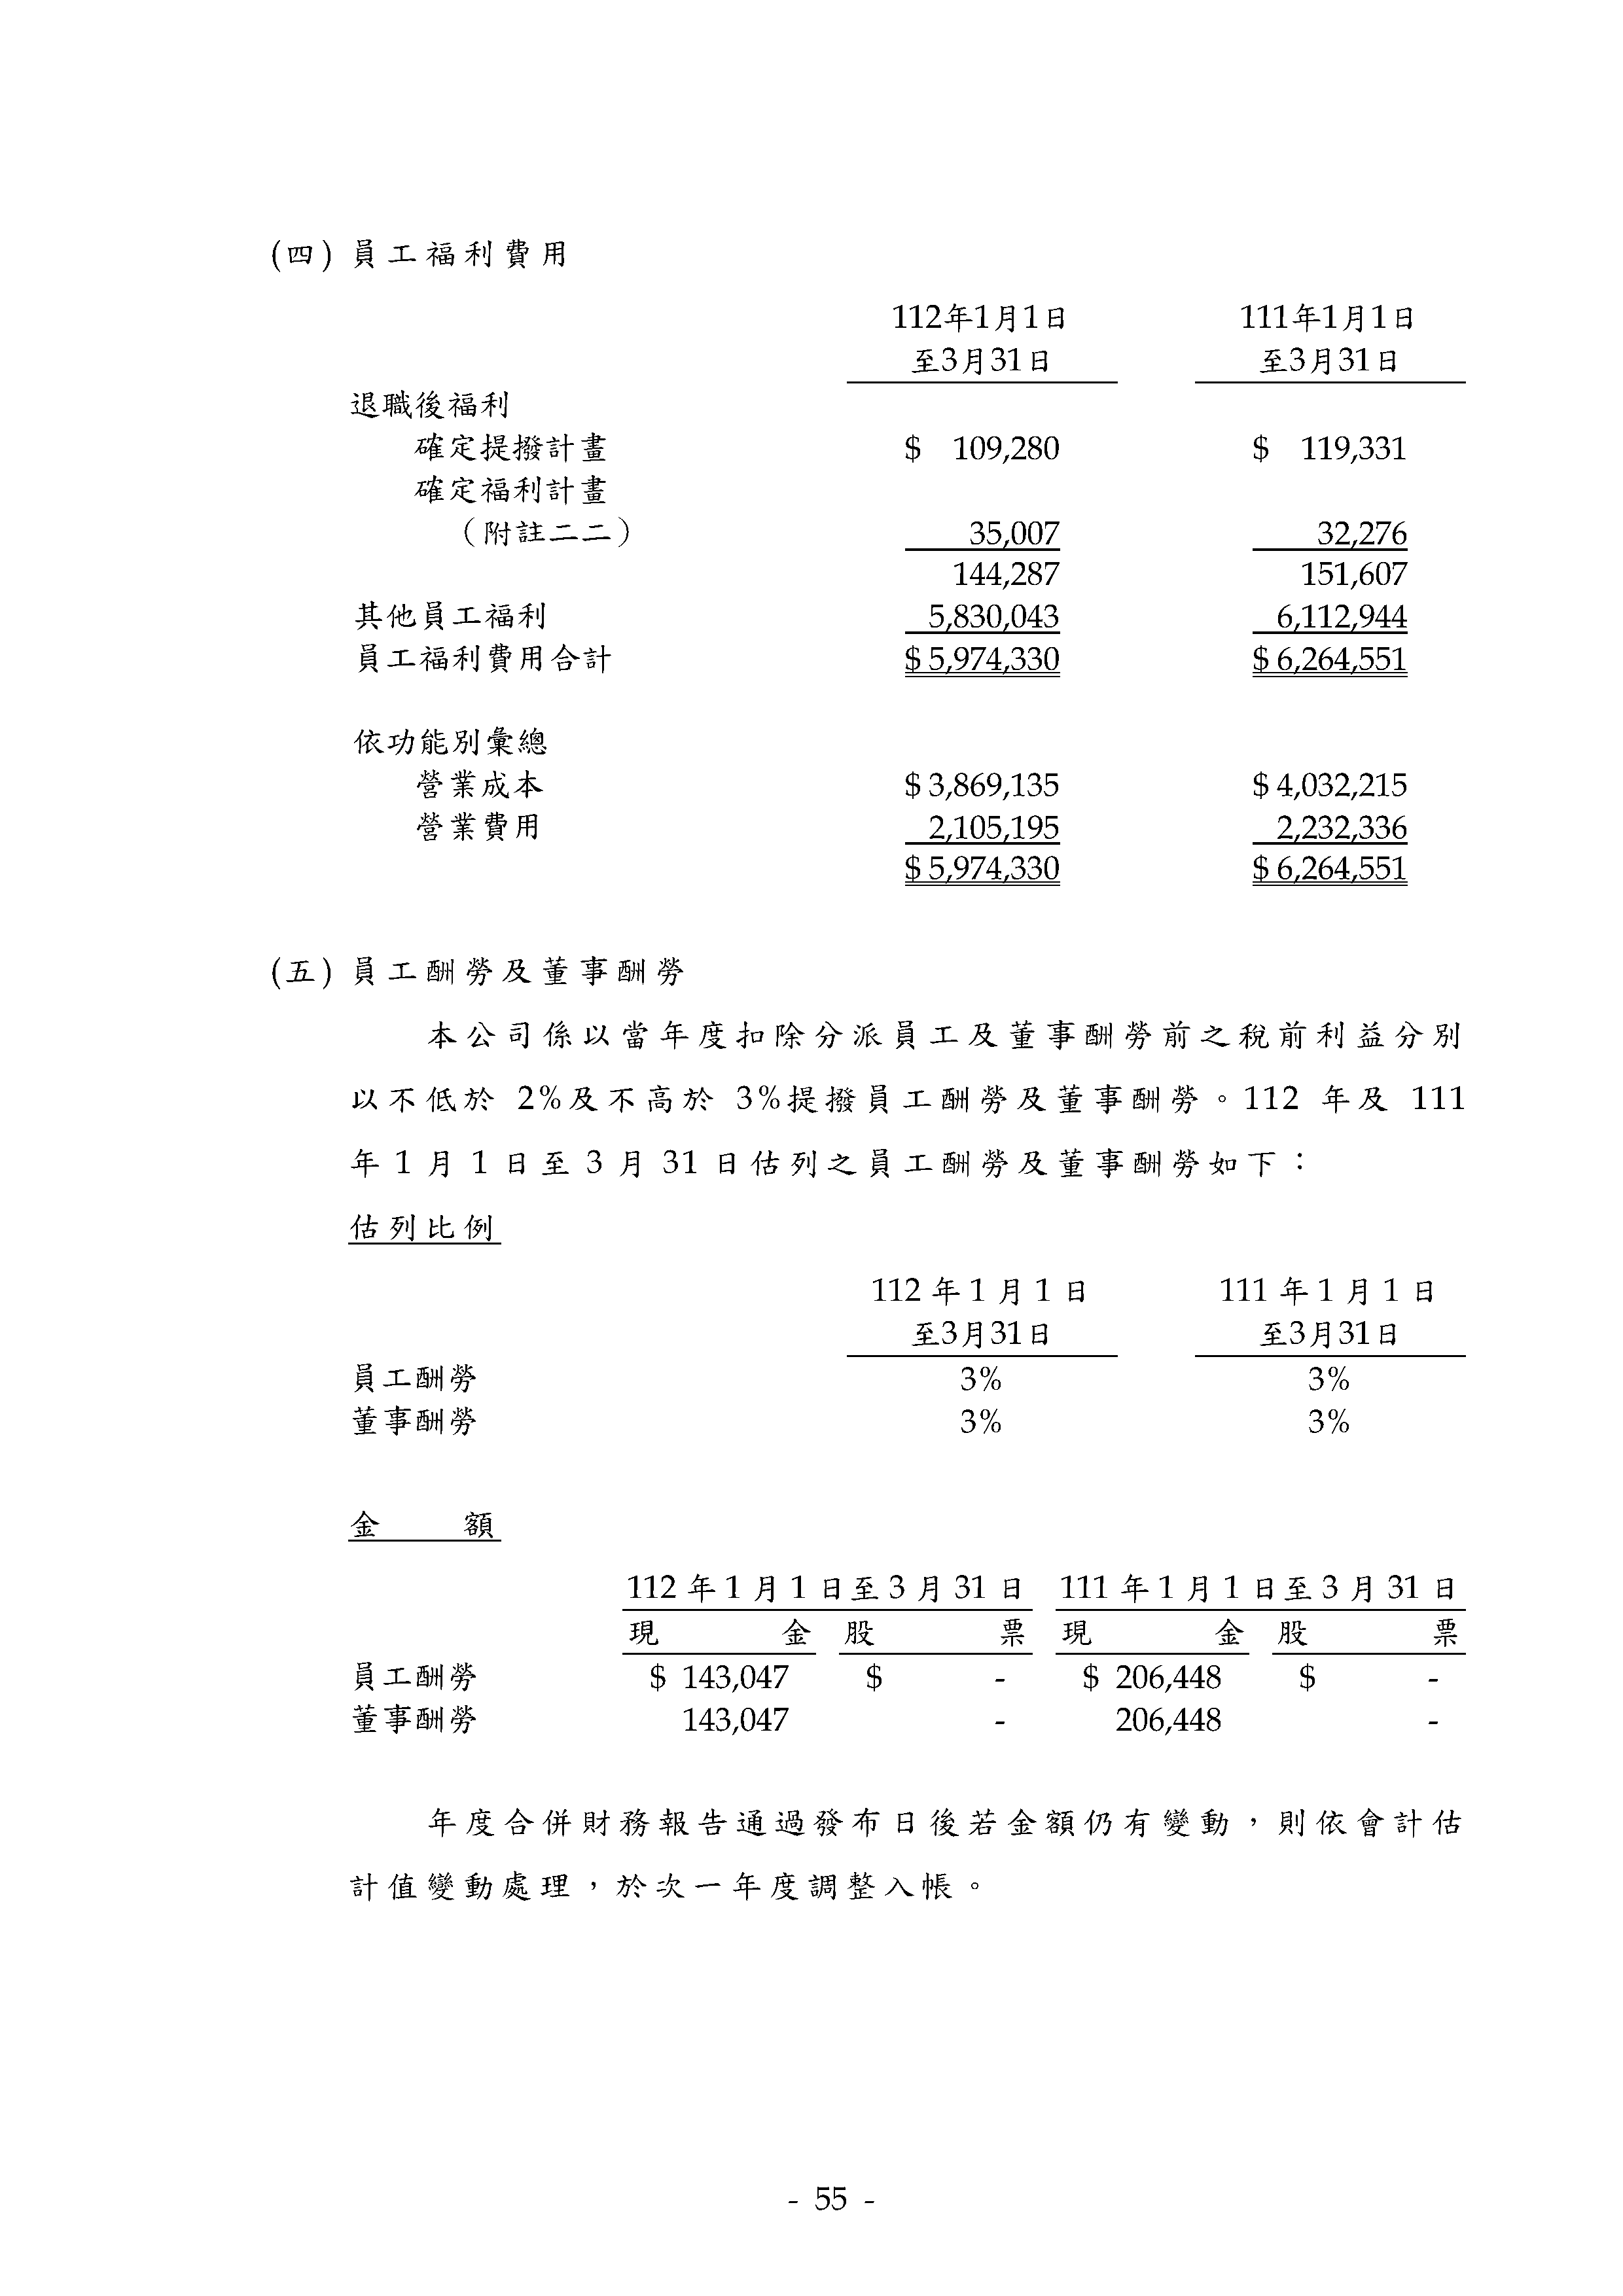 (四) 員工福利費用
112年1月1日 111年1月1日
至3月31日 至3月31日
退職後福利
確定提撥計畫 $ 109,280 $ 119,331
確定福利計畫
（附註二二） 35,007 32,276
144,287 151,607
其他員工福利 5,830,043 6,112,944
員工福利費用合計 $ 5,974,330 $ 6,264,551
依功能別彙總
營業成本 $ 3,869,135 $ 4,032,215
營業費用 2,105,195 2,232,336
$ 5,974,330 $ 6,264,551
(五) 員工酬勞及董事酬勞
本公司係以當年度扣除分派員工及董事酬勞前之稅前利益分別
以不低於 2%及不高於 3%提撥員工酬勞及董事酬勞。112 年及 111
年 1 月 1 日至 3 月 31 日估列之員工酬勞及董事酬勞如下：
估列比例
112 年 1 月 1 日 111 年 1 月 1 日
至3月31日 至3月31日
員工酬勞 3% 3%
董事酬勞 3% 3%
金 額
112 年 1 月 1 日至 3 月 31 日 111 年 1 月 1 日至 3 月 31 日
現 金 股 票 現 金 股 票
員工酬勞 $ 143,047 $ - $ 206,448 $ -
董事酬勞 143,047 - 206,448 -
年度合併財務報告通過發布日後若金額仍有變動，則依會計估
計值變動處理，於次一年度調整入帳。
- 55 -